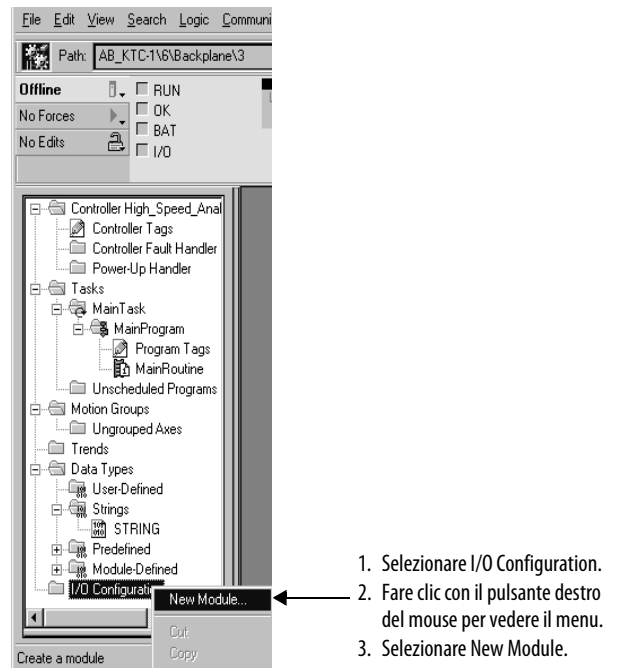 File Edit View Search Logic Communi
Path: AB_KTC-1\6\Backplane\3
Offline
RUN
No Forces
OK
BAT
No Edits
I/O
Controller High_Speed_Anal
Controller Tags
Controller Fault Handler
Power-Up Handler
Tasks
MainTask
MainProgram
Program Tags
MainRoutine
Unscheduled Programs
Motion Groups
Ungrouped Axes
Trends
Data Types
User-Defined
Strings
STRING
Predefined
Module-Defined
I/O Configuration
New Module...
Cut
Copy
Create a module
1. Selezionare I/O Configuration.
2. Fare clic con il pulsante destro
del mouse per vedere il menu.
3. Selezionare New Module.